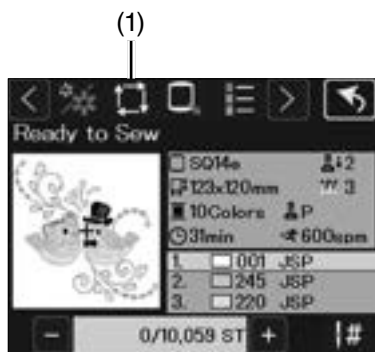 (1)
Ready to Sew
SQ14a
2
123x120mm
3
10Colors
P
31min
600spm
1. 001 JSP
2. 245 JSP
3. 220 JSP
− 0/10,059 ST + #